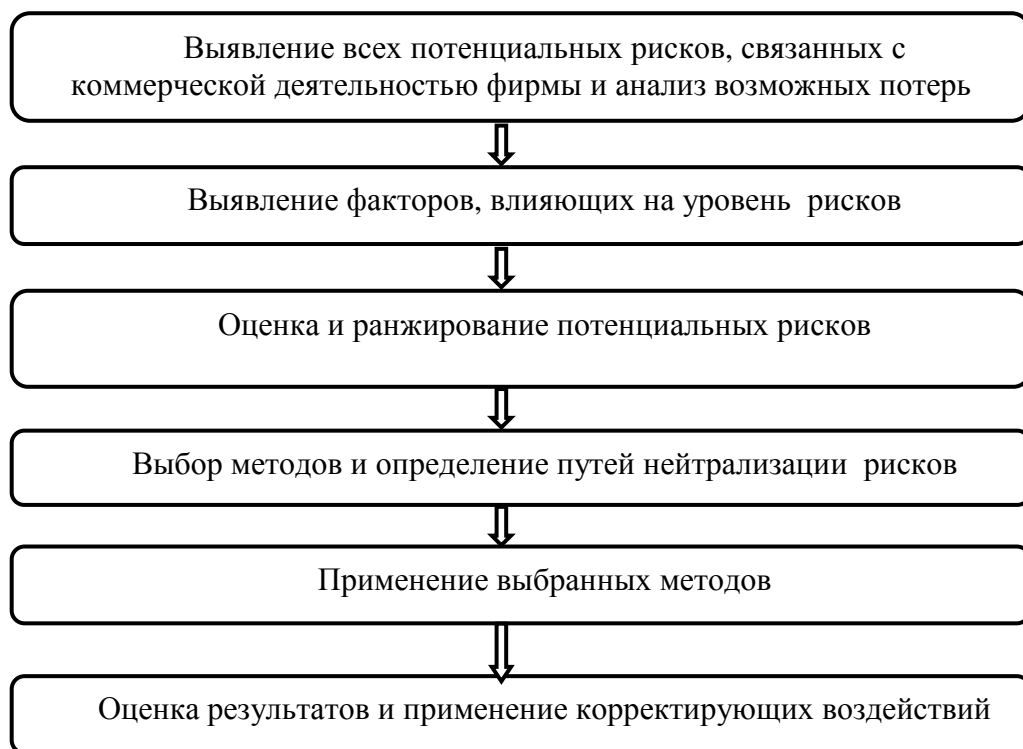 Выявление всех потенциальных рисков, связанных с
коммерческой деятельностью фирмы и анализ возможных потерь
Выявление факторов, влияющих на уровень  рисков
Оценка и ранжирование потенциальных рисков
Выбор методов и определение путей нейтрализации  рисков
Применение выбранных методов
Оценка результатов и применение корректирующих воздействий